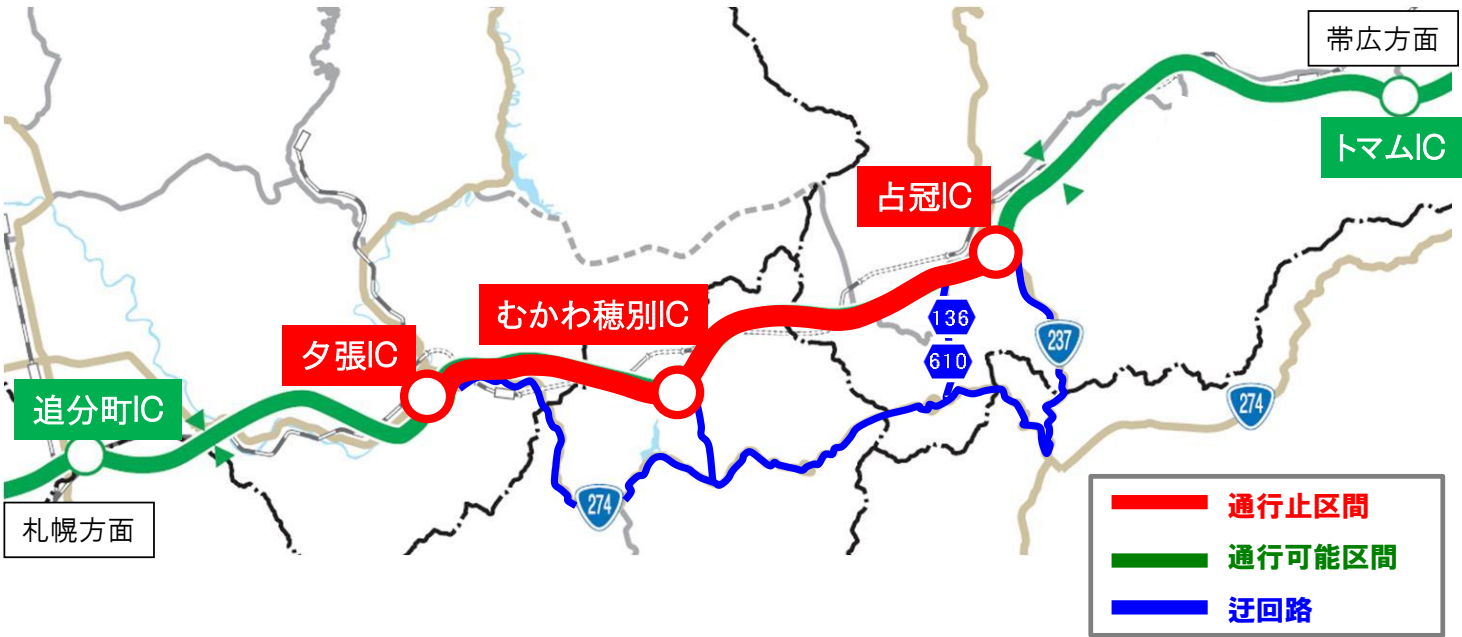 帯広方面
トマムIC
占冠IC
むかわ穂別IC
136
夕張IC
237
610
追分町IC
274
274
札幌方面
通行止区間
通行可能区間
迂回路